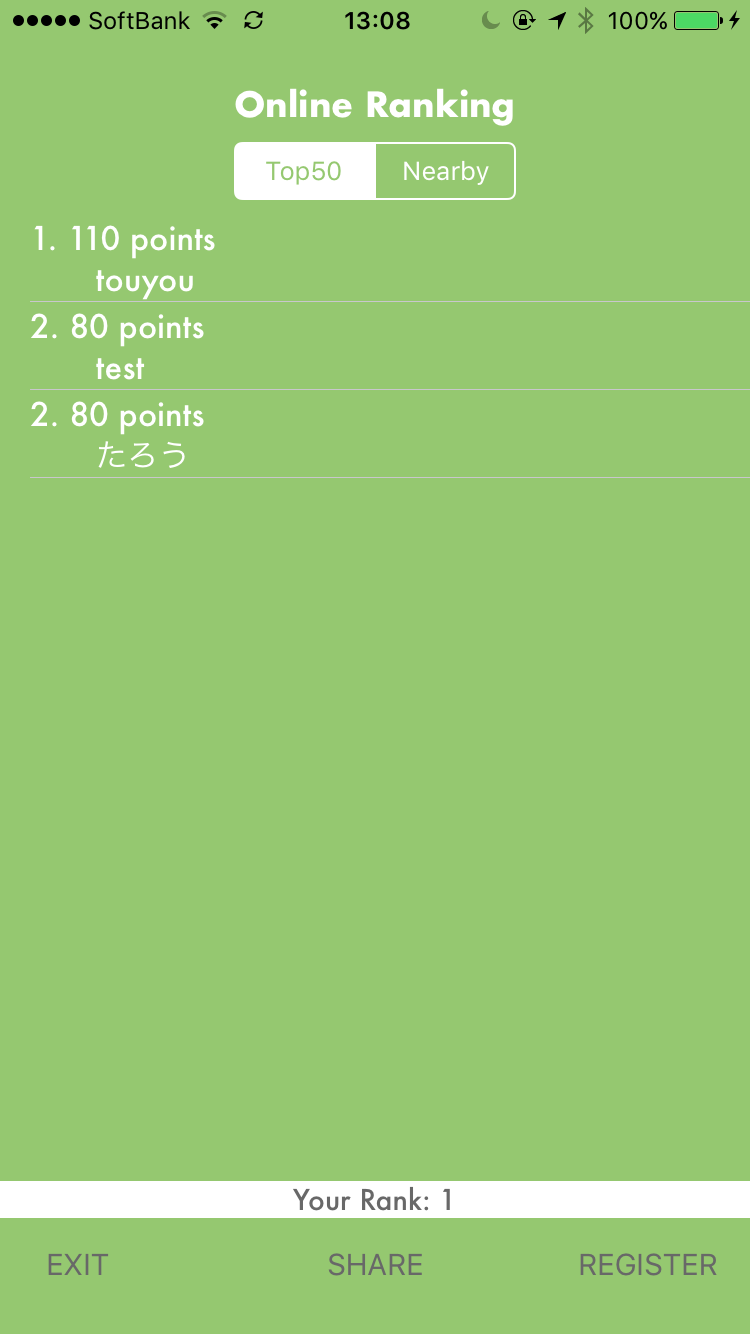 SoftBank 13:08 100%
Online Ranking
Top50 Nearby
1. 110 points
touyou
2. 80 points
test
2. 80 points
たろう
Your Rank: 1
EXIT SHARE REGISTER